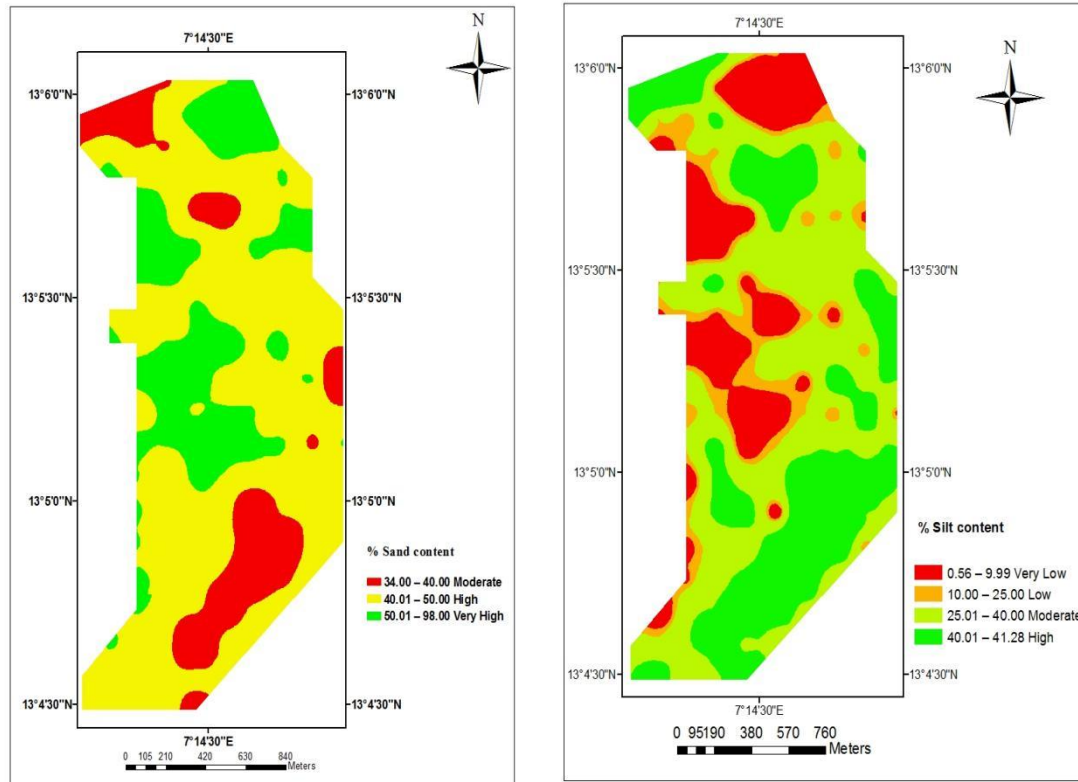 N
7°14'30"E
13°6'0"N
13°6'0"N
13°5'30"N
13°5'30"N
13°5'0"N
13°5'0"N
% Sand content
34.00 – 40.00 Moderate
40.01 – 50.00 High
50.01 – 98.00 Very High
13°4'30"N
13°4'30"N
7°14'30"E
0 105 210 420 630 840
Meters
7°14'30"E
N
13°6'0"N
13°6'0"N
13°5'30"N
13°5'30"N
13°5'0"N
13°5'0"N
% Silt content
0.56 – 9.99 Very Low
10.00 – 25.00 Low
25.01 – 40.00 Moderate
40.01 – 41.28 High
13°4'30"N
13°4'30"N
7°14'30"E
0 95190 380 570 760
Meters